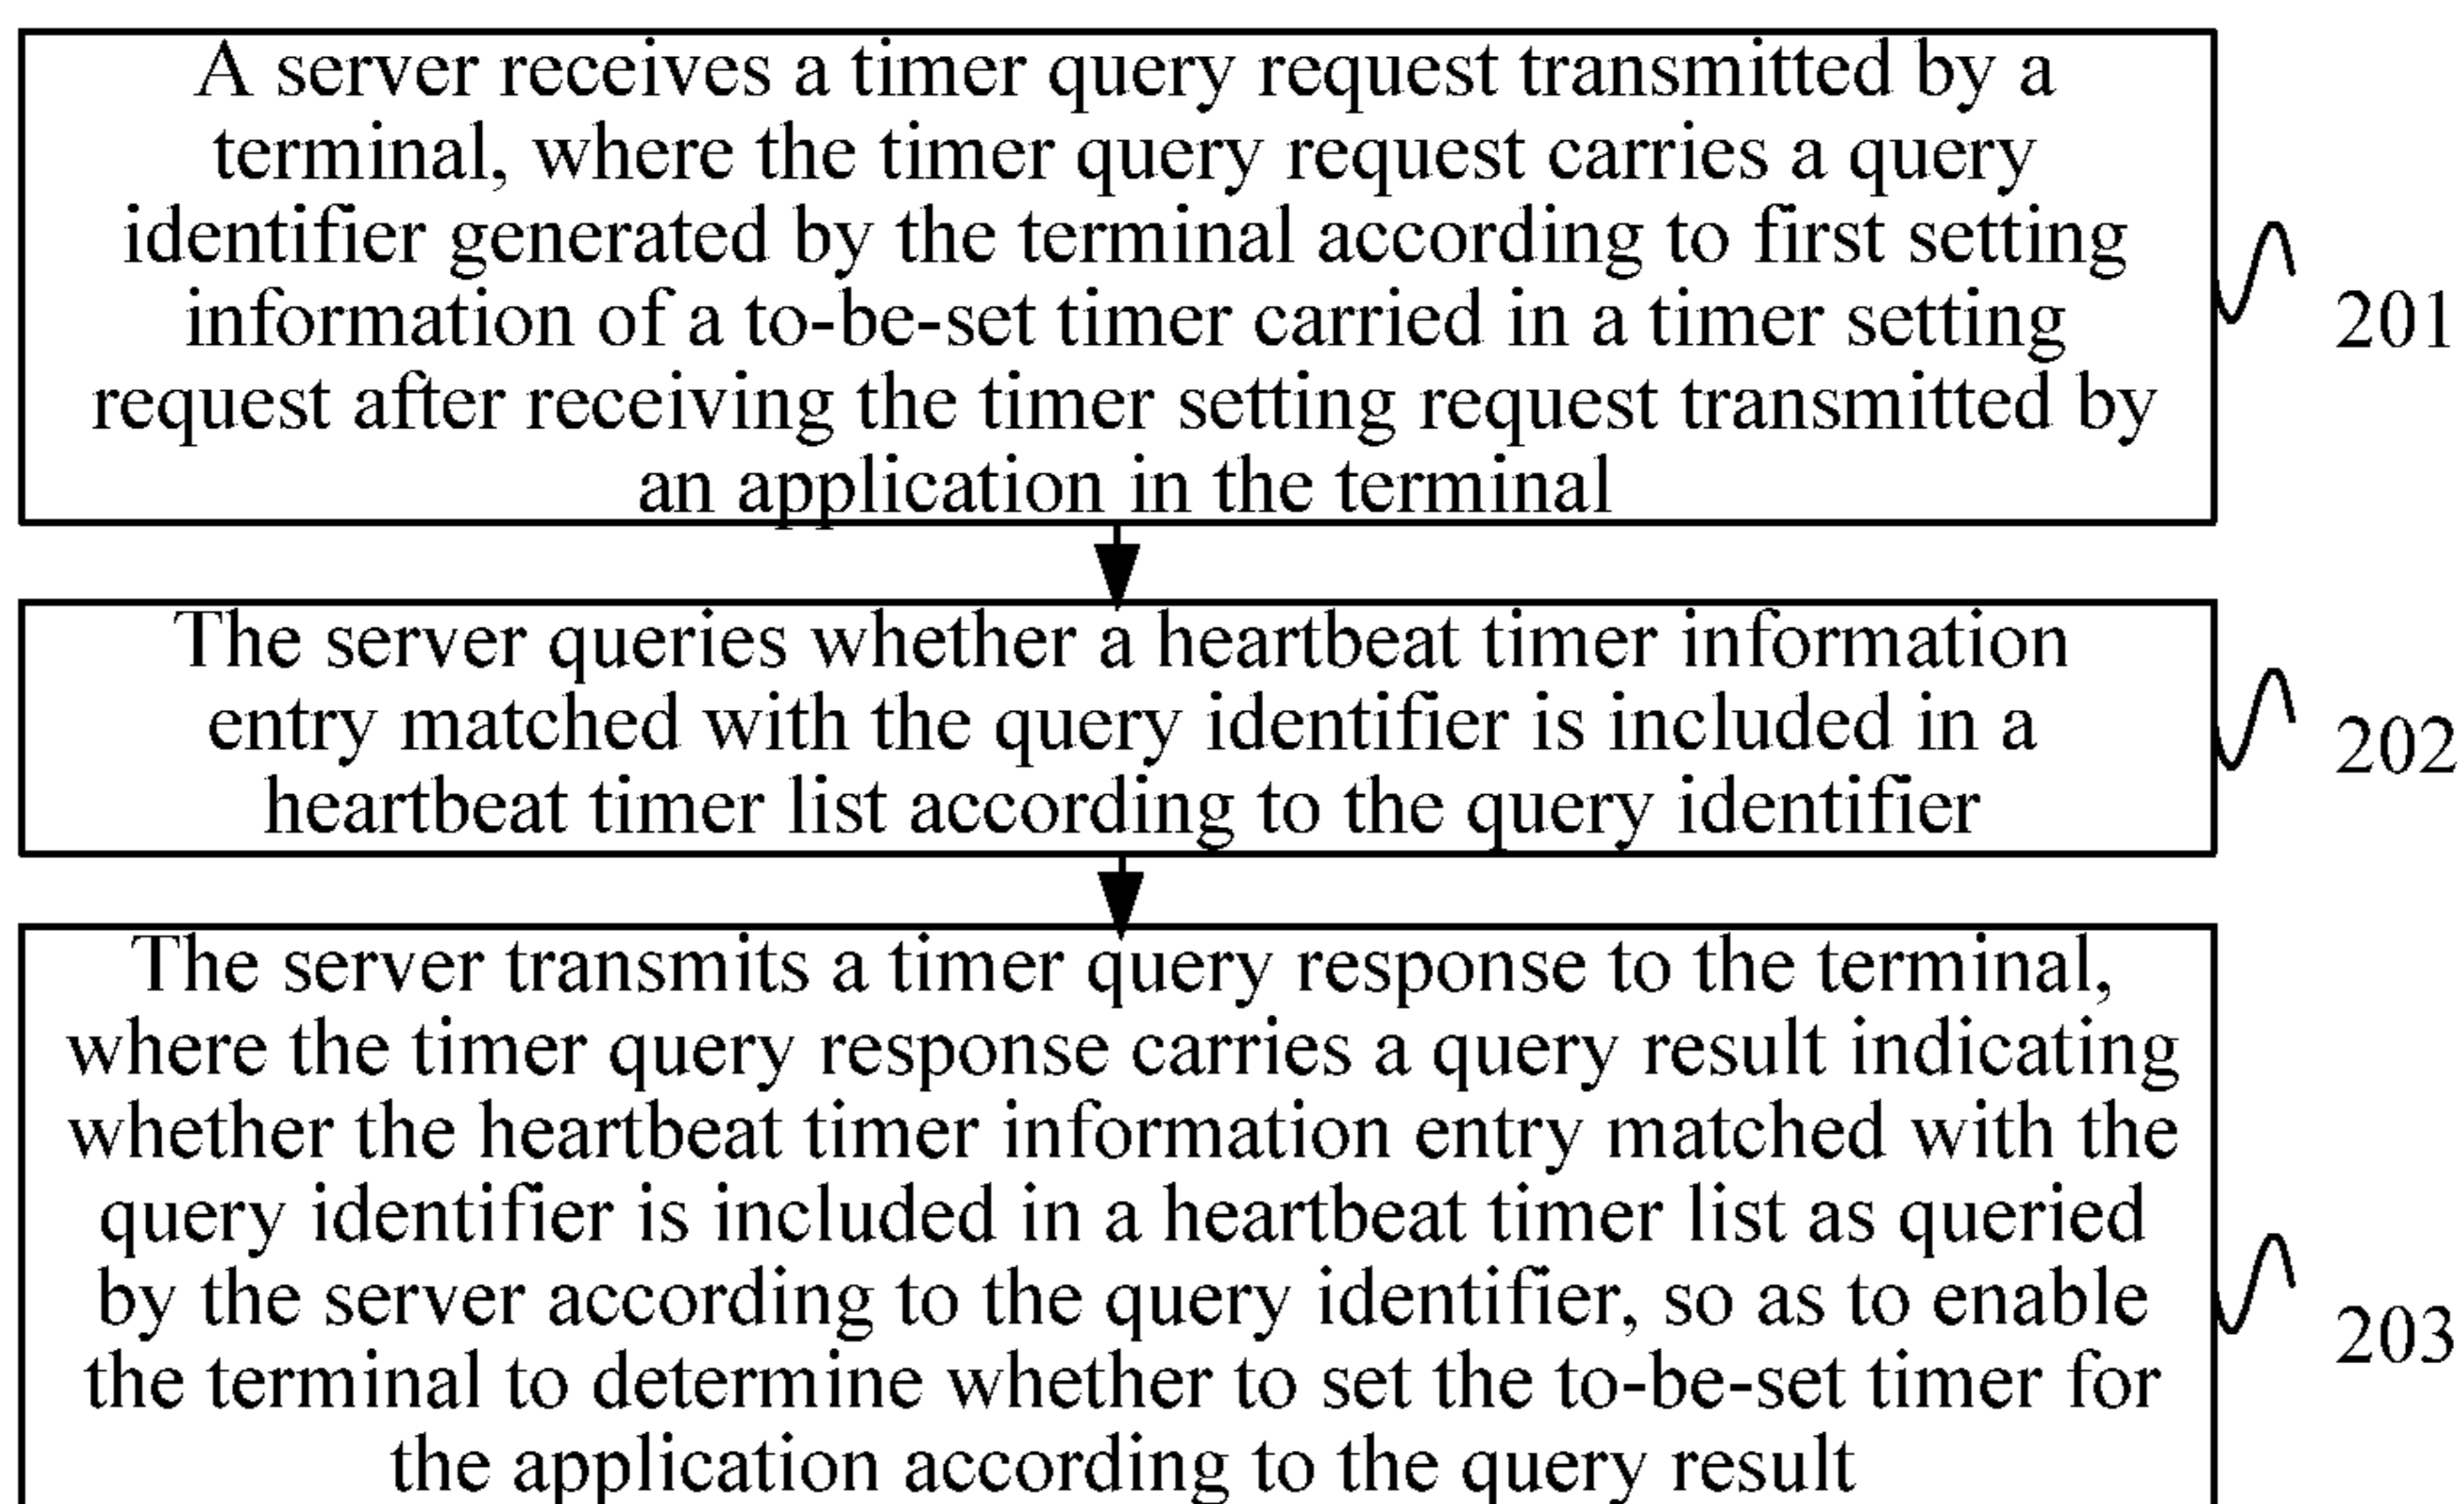 A server receives a timer query request transmitted by a
terminal, where the timer query request carries a query
identifier generated by the terminal according to first setting
information of a to-be-set timer carried in a timer setting
request after receiving the timer setting request transmitted by
an application in the terminal
201
The server queries whether a heartbeat timer information
entry matched with the query identifier is included in a
heartbeat timer list according to the query identifier
202
The server transmits a timer query response to the terminal,
where the timer query response carries a query result indicating
whether the heartbeat timer information entry matched with the
query identifier is included in a heartbeat timer list as queried
by the server according to the query identifier, so as to enable
the terminal to determine whether to set the to-be-set timer for
the application according to the query result
203